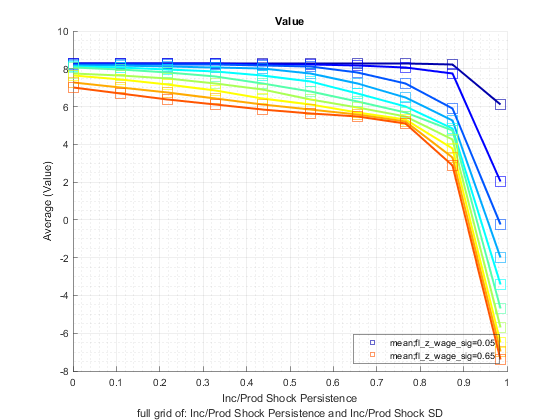 Value
10
8
6
4
2
0
-2
-4
-6
-8
Average (Value)
mean;fl_z_wage_sig=0.05
mean;fl_z_wage_sig=0.65
0 0.1 0.2 0.3 0.4 0.5 0.6 0.7 0.8 0.9 1
Inc/Prod Shock Persistence
full grid of: Inc/Prod Shock Persistence and Inc/Prod Shock SD